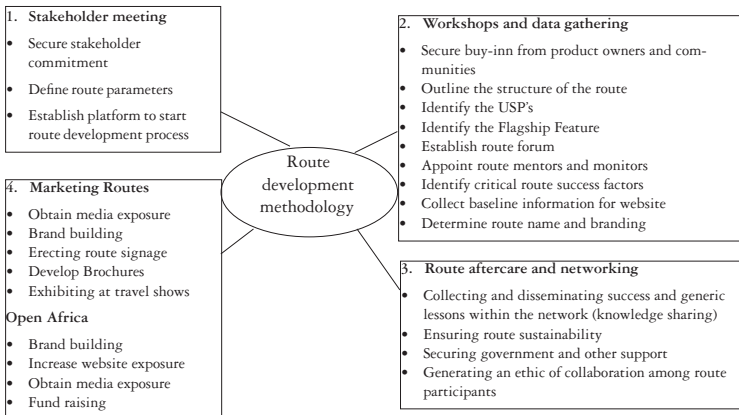 1. Stakeholder meeting
• Secure stakeholder
commitment
• Define route parameters
• Establish platform to start
route development process
2. Workshops and data gathering
• Secure buy-inn from product owners and com-
munities
• Outline the structure of the route
• Identify the USP's
• Identify the Flagship Feature
• Establish route forum
• Appoint route mentors and monitors
• Identify critical route success factors
• Collect baseline information for website
• Determine route name and branding
Route
development
methodology
4. Marketing Routes
• Obtain media exposure
• Brand building
• Erecting route signage
• Develop Brochures
• Exhibiting at travel shows
Open Africa
• Brand building
• Increase website exposure
• Obtain media exposure
• Fund raising
3. Route aftercare and networking
• Collecting and disseminating success and generic
lessons within the network (knowledge sharing)
• Ensuring route sustainability
• Securing government and other support
• Generating an ethic of collaboration among route
participants